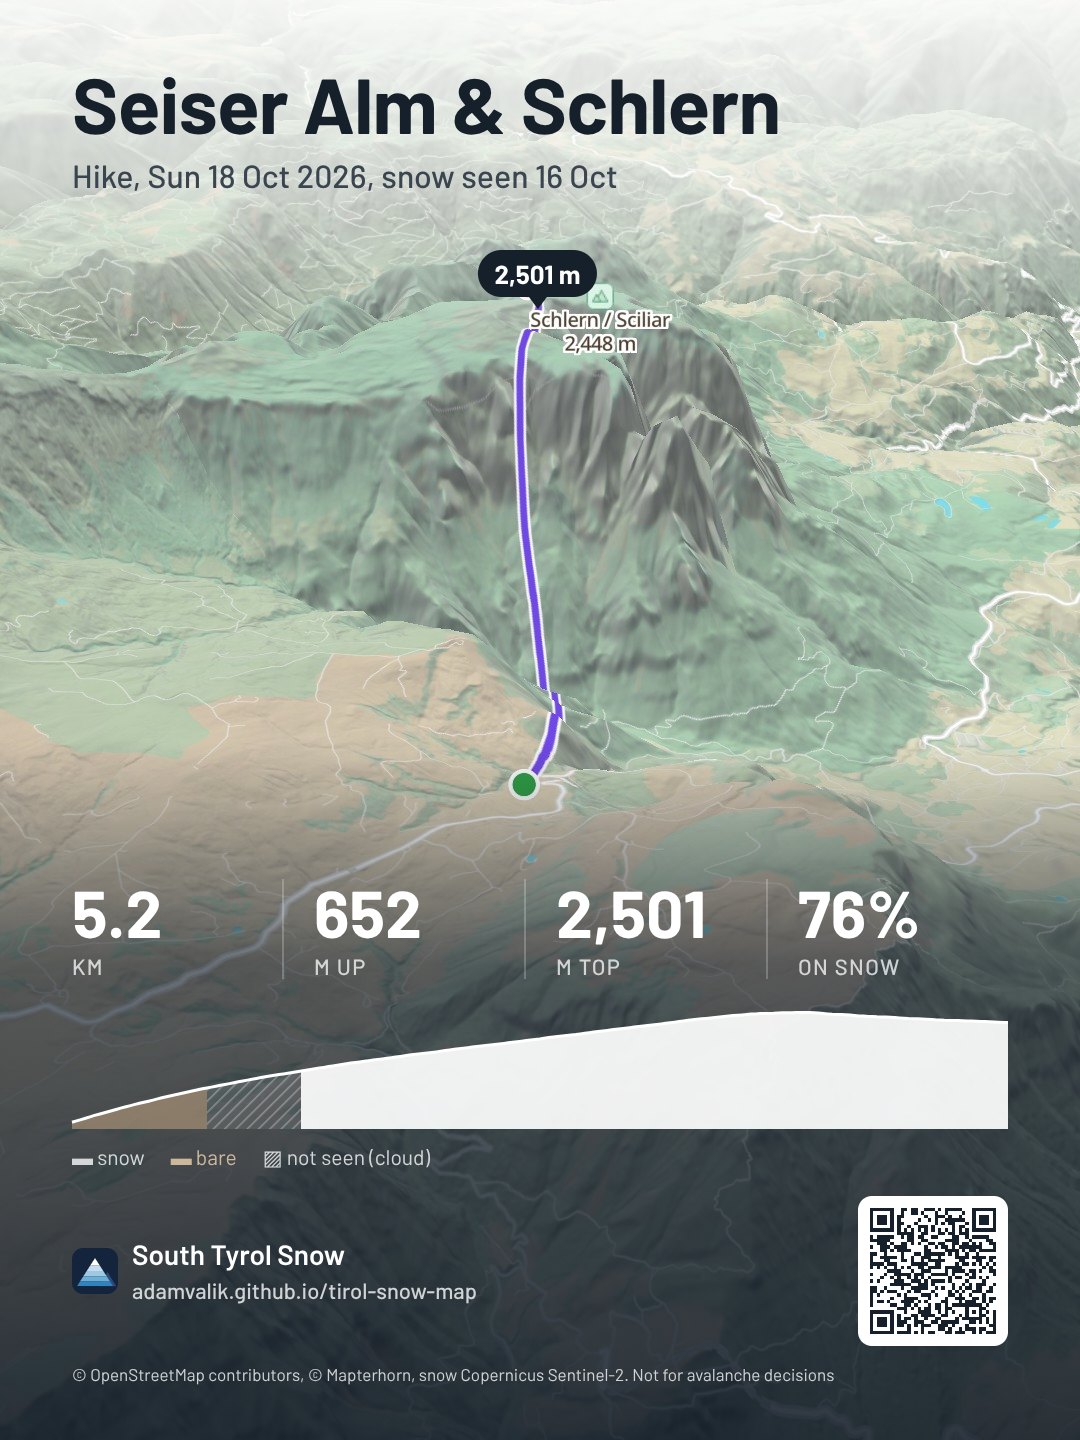 Seiser Alm & Schlern
Hike, Sun 18 Oct 2026, snow seen 16 Oct
2,501 m
Schlern / Sciliar
2,448 m
5.2
KM
652
M UP
2,501
M TOP
76%
ON SNOW
snow
bare
not seen (cloud)
South Tyrol Snow
adamvalik.github.io/tirol-snow-map
© OpenStreetMap contributors, © Mapterhorn, snow Copernicus Sentinel-2. Not for avalanche decisions